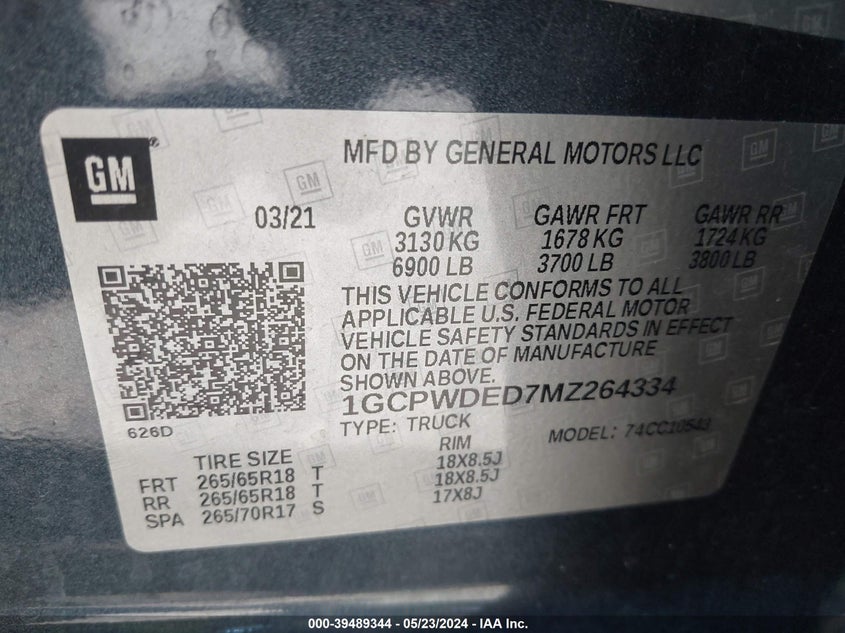 GM
MFD BY GENERAL MOTORS LLC
03/21 GVWR GAWR FRT GAWR RR
3130 KG 1678 KG 1724 KG
6900 LB 3700 LB 3800 LB
THIS VEHICLE CONFORMS TO ALL
APPLICABLE U.S. FEDERAL MOTOR
VEHICLE SAFETY STANDARDS IN EFFECT
ON THE DATE OF MANUFACTURE
SHOWN ABOVE.
1GCPWDED7MZ264334
626D
TYPE: TRUCK MODEL: 74CC10543
TIRE SIZE RIM
FRT 265/65R18 T 18X8.5J
RR 265/65R18 T 18X8.5J
SPA 265/70R17 S 17X8J
000-39489344 - 05/23/2024 - IAA Inc.